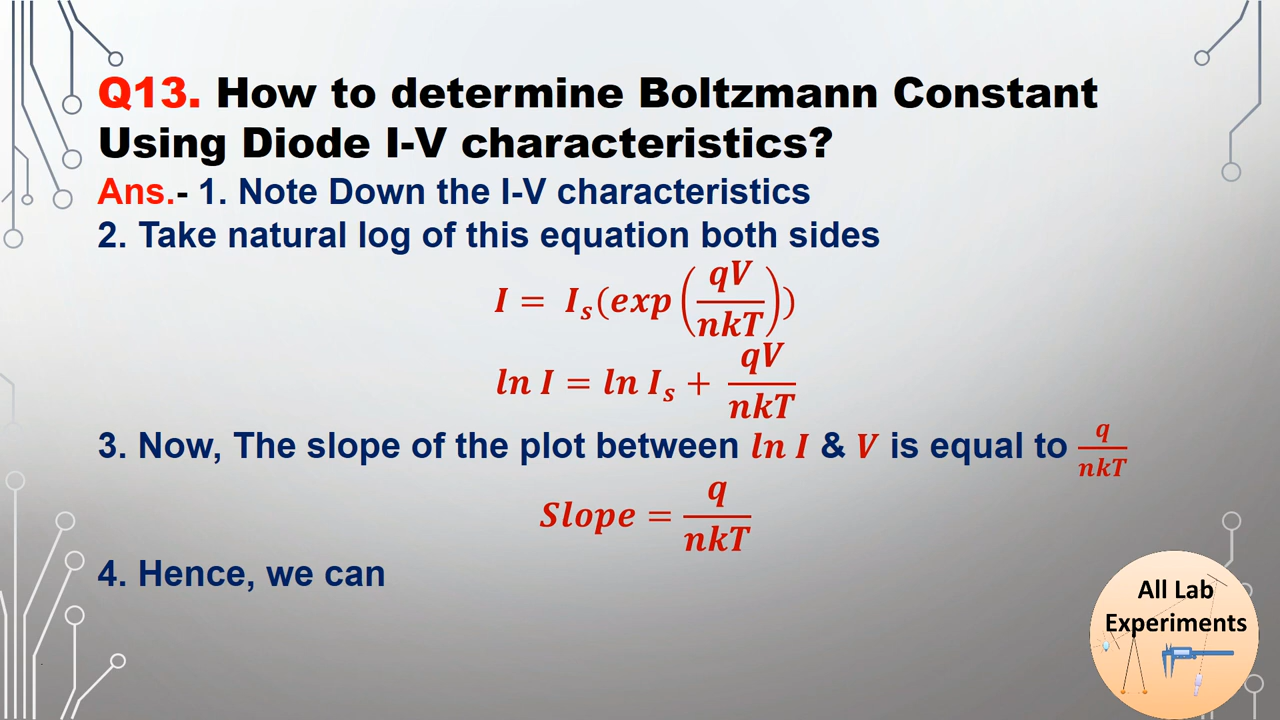 Q13. How to determine Boltzmann Constant
Using Diode I-V characteristics?
Ans.- 1. Note Down the I-V characteristics
2. Take natural log of this equation both sides
I = I_s(exp(qV/nkT))
ln I = ln I_s + qV/nkT
3. Now, The slope of the plot between ln I & V is equal to q/nkT
Slope = q/nkT
4. Hence, we can
All Lab
Experiments